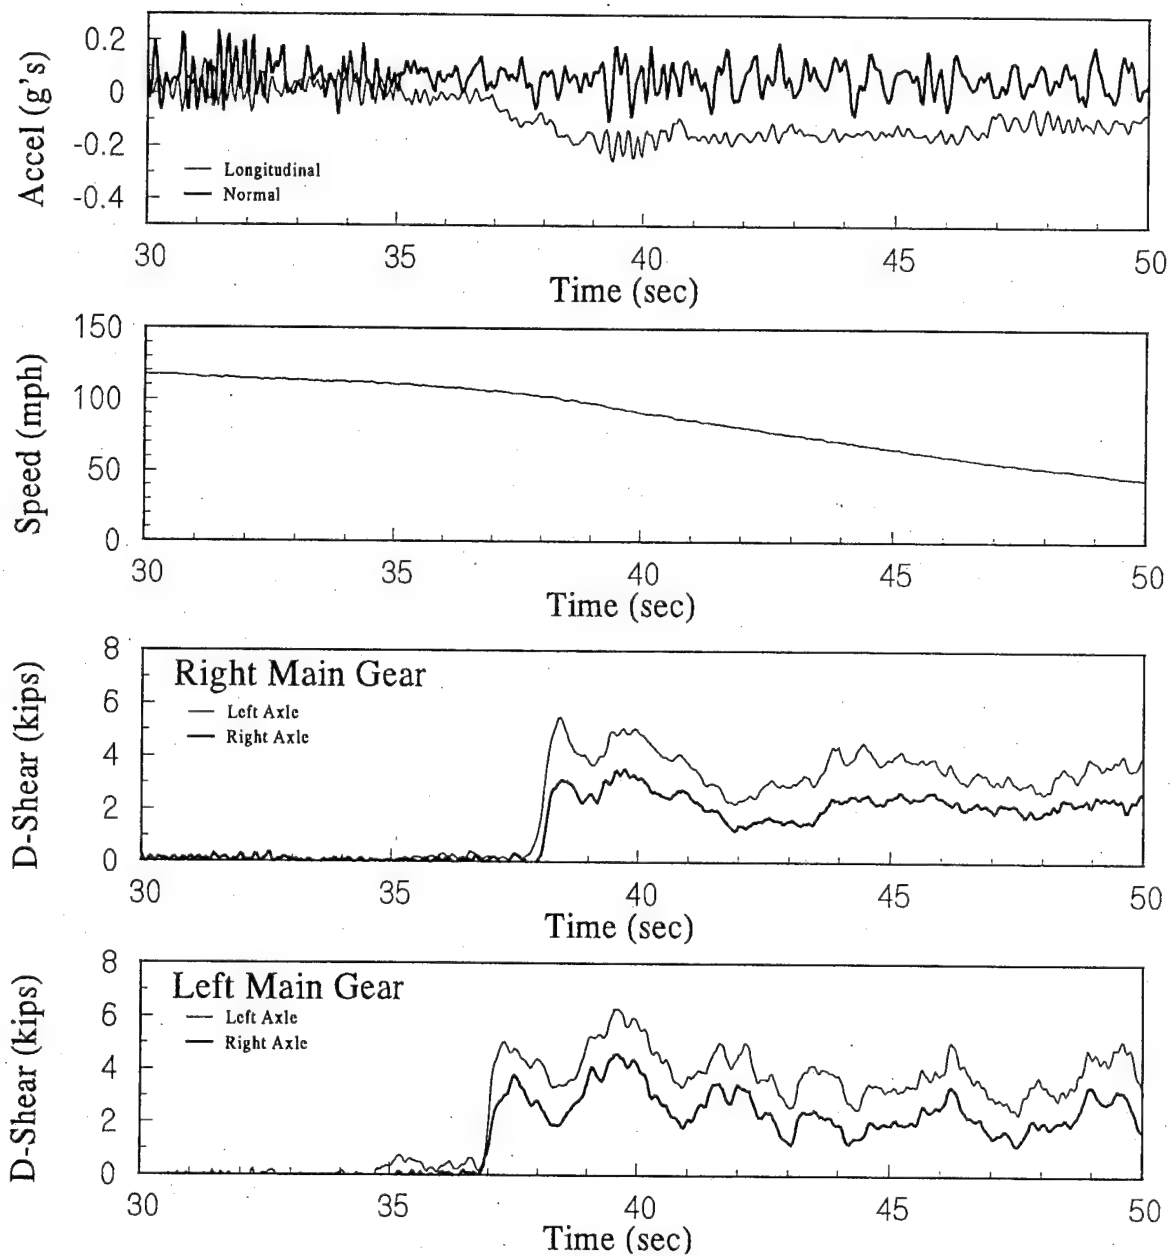 Accel (g's)
0.2
0
-0.2
-0.4
Longitudinal
Normal
30 35 40 45 50
Time (sec)
Speed (mph)
150
100
50
0
30 35 40 45 50
Time (sec)
D-Shear (kips)
8
6
4
2
0
Right Main Gear
Left Axle
Right Axle
30 35 40 45 50
Time (sec)
D-Shear (kips)
8
6
4
2
0
Left Main Gear
Left Axle
Right Axle
30 35 40 45 50
Time (sec)